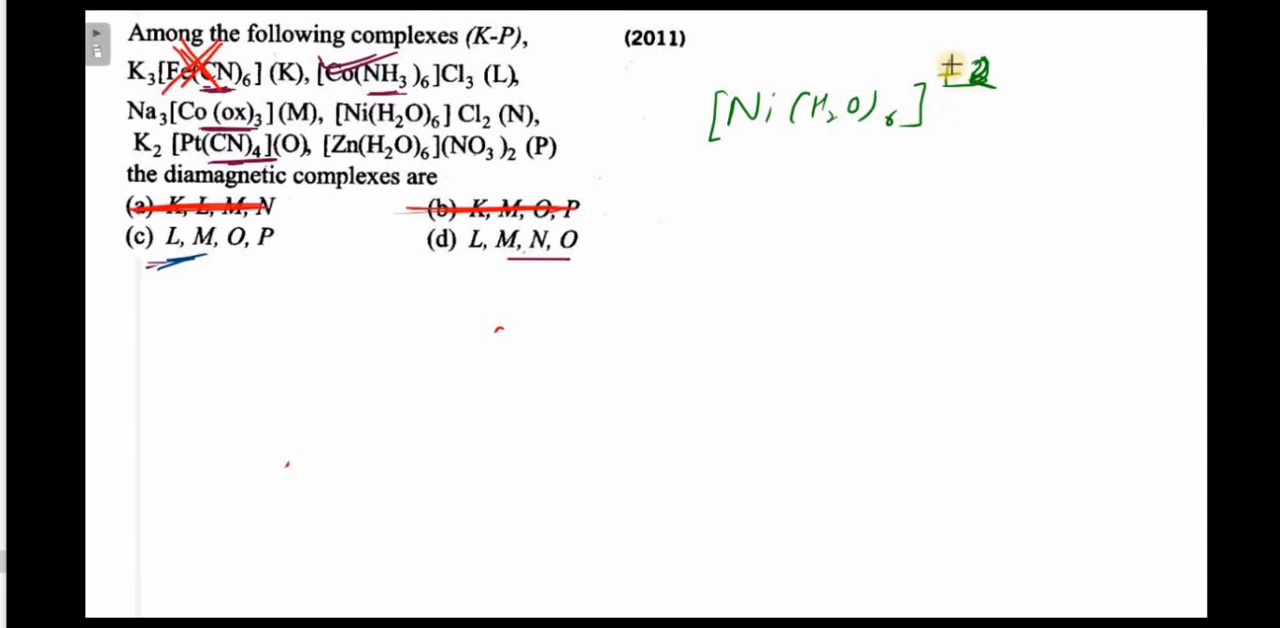 Among the following complexes (K-P), (2011)
K₃[Fe(CN)₆] (K), [Co(NH₃)₆]Cl₃ (L),
Na₃[Co (ox)₃] (M), [Ni(H₂O)₆] Cl₂ (N),
K₂ [Pt(CN)₄](O), [Zn(H₂O)₆](NO₃)₂ (P)
the diamagnetic complexes are
(a) K, L, M, N (b) K, M, O, P
(c) L, M, O, P (d) L, M, N, O
[Ni (H₂O)₆]⁺²